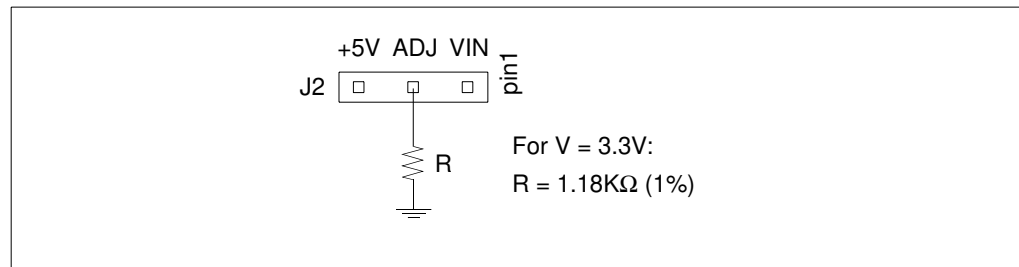 +5V ADJ VIN
J2
pin1
R
For V = 3.3V:
R = 1.18KΩ (1%)